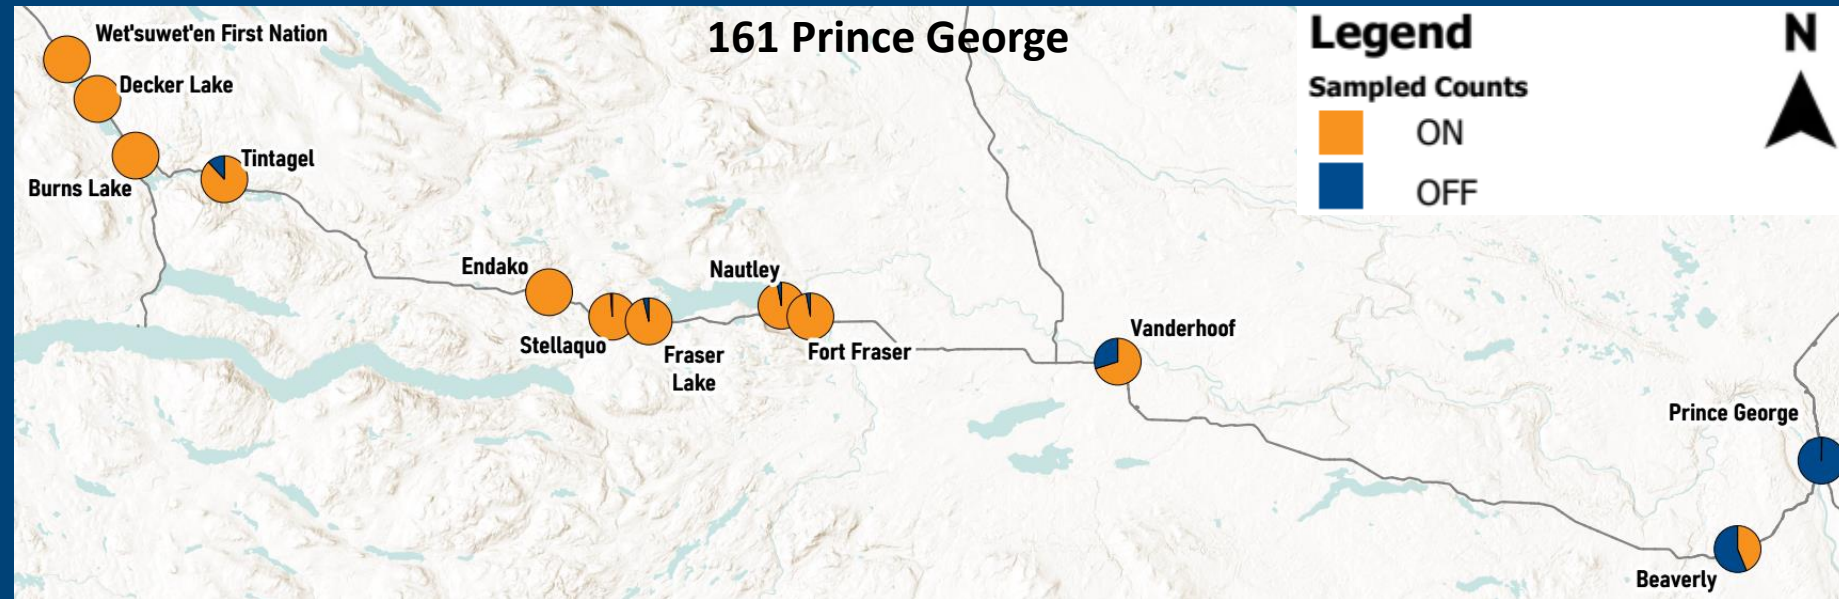 161 Prince George
Legend
N
Sampled Counts
ON
OFF
Wet'suwet'en First Nation
Decker Lake
Burns Lake
Tintagel
Endako
Stellaquo
Fraser
Lake
Nautley
Fort Fraser
Vanderhoof
Prince George
Beaverly